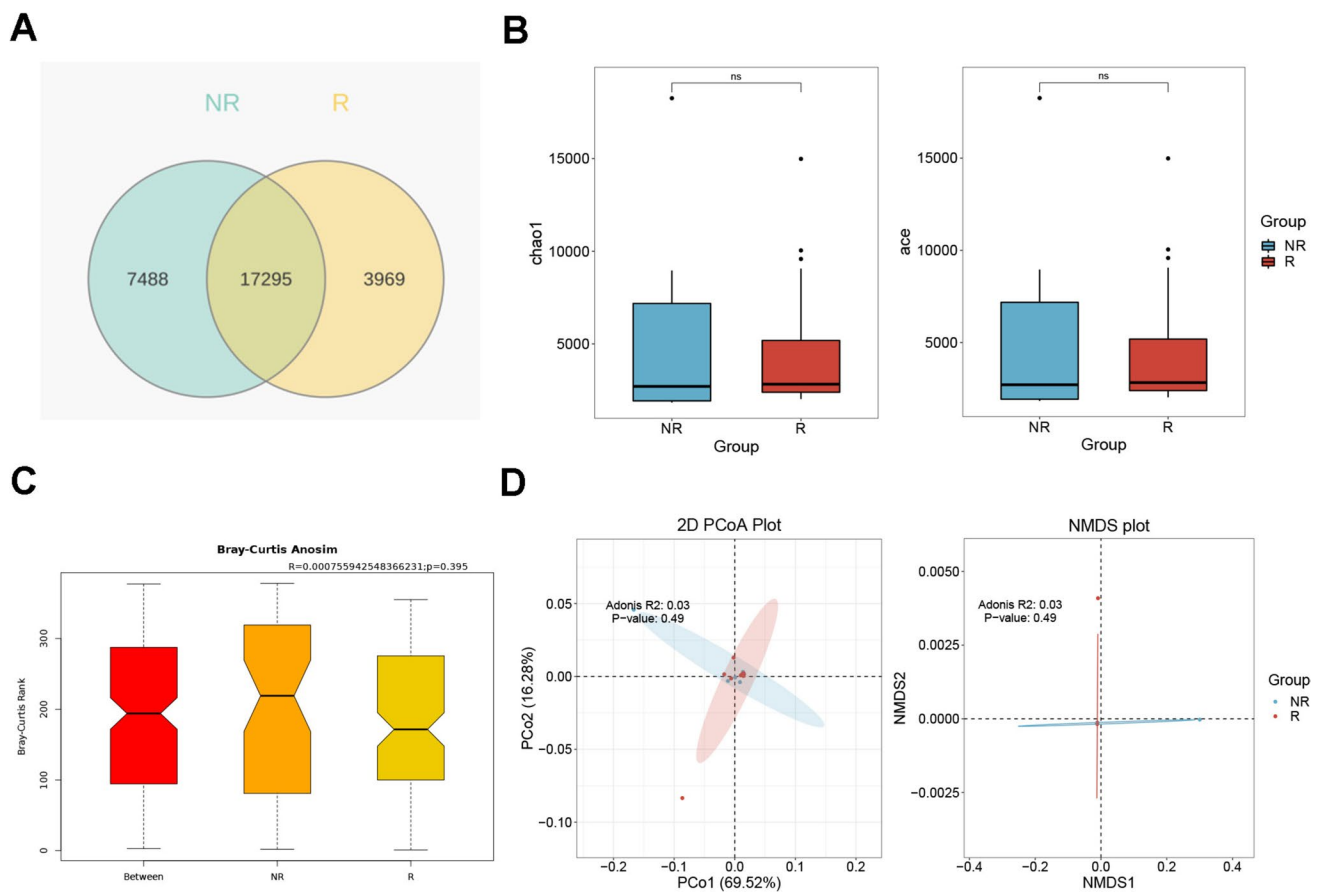 A
NR R
7488 17295 3969
B
ns
15000
10000
5000
chao1
NR R
Group
ns
15000
10000
5000
ace
NR R
Group
Group
NR
R
C
Bray-Curtis Anosim
R=0.000755942548366231;p=0.395
300
200
100
0
Bray-Curtis Rank
Between NR R
D
2D PCoA Plot
Adonis R2: 0.03
P-value: 0.49
0.05
0.00
−0.05
−0.10
PCo2 (16.28%)
−0.2 −0.1 0.0 0.1 0.2
PCo1 (69.52%)
NMDS plot
Adonis R2: 0.03
P-value: 0.49
0.0050
0.0025
0.0000
−0.0025
NMDS2
−0.4 −0.2 0.0 0.2 0.4
NMDS1
Group
NR
R